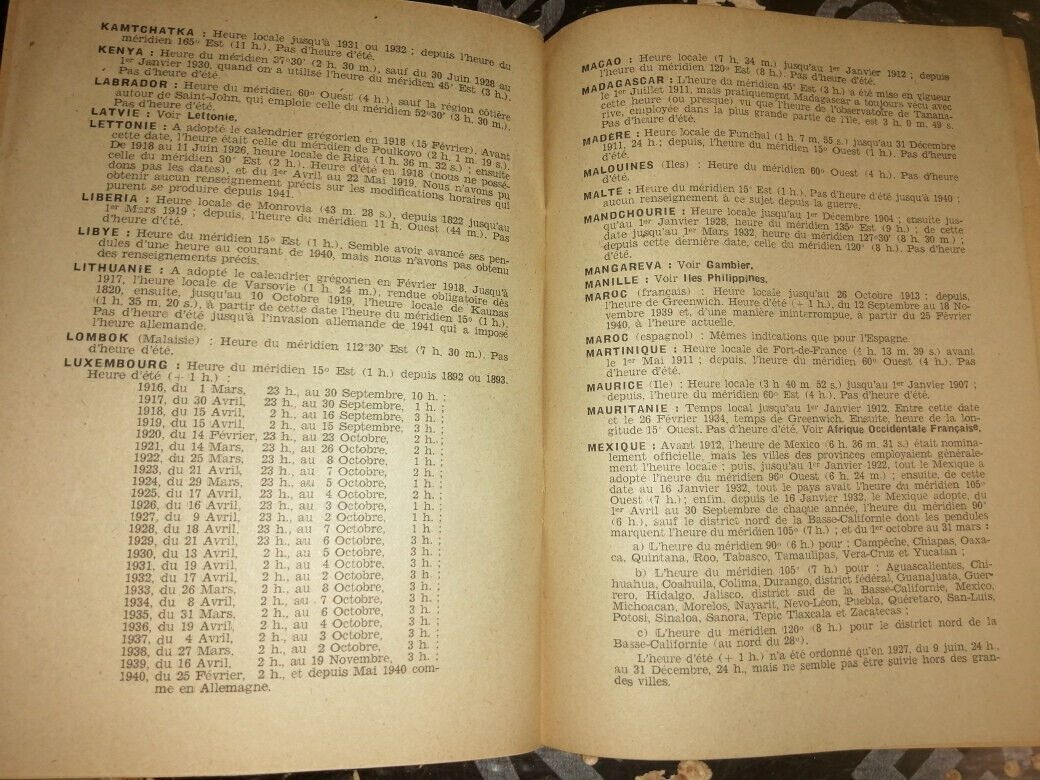 KAMTCHATKA : Heure locale jusqu'à 1931 ou 1932 ; depuis l'heure du
méridien 165° Est (11 h.). Pas d'heure d'été.
KENYA : Heure du méridien 37°30' (2 h. 30 m.), sauf du 30 Juin 1928 au
1er Janvier 1930, quand on a utilisé l'heure du méridien 45° Est (3 h.).
Pas d'heure d'été.
LABRADOR : Heure du méridien 60° Ouest (4 h.), sauf la région côtière
autour de Saint-John, qui emploie celle du méridien 52°30' (3 h. 30 m.).
Pas d'heure d'été.
LATVIE : Voir Lettonie.
LETTONIE : A adopté le calendrier grégorien en 1918 (15 Février). Avant
cette date, l'heure était celle du méridien de Poulkovo (2 h. 1 m. 19 s.)
De 1918 au 11 Juin 1926, heure locale de Riga (1 h. 36 m. 32 s.) ; ensuite
celle du méridien 30° Est (2 h.). Heure d'été en 1918 (nous ne possé-
dons pas les dates), et du 1er Avril au 22 Mai 1919. Nous n'avons pu
obtenir aucun renseignement précis sur les modifications horaires qui
purent se produire depuis 1941.
LIBERIA : Heure locale de Monrovia (43 m. 28 s.), depuis 1822 jusqu'au
1er Mars 1919 ; depuis, l'heure du méridien 11 h. Ouest (44 m.). Pas
d'heure d'été.
LIBYE : Heure du méridien 15° Est (1 h.). Semble avoir avancé ses pen-
dules d'une heure au courant de 1940, mais nous n'avons pas obtenu
des renseignements précis.
LITHUANIE : A adopté le calendrier grégorien en Février 1918. Jusqu'à
1917, l'heure locale de Varsovie (1 h. 24 m.), rendue obligatoire dès
1820, ensuite, jusqu'au 10 Octobre 1919, l'heure locale de Kaunas
(1 h. 35 m. 20 s.), à partir de cette date l'heure du méridien 15° (1 h.).
Pas d'heure d'été jusqu'à l'invasion allemande de 1941 qui a imposé
l'heure allemande.
LOMBOK (Malaisie) : Heure du méridien 112°30' Est (7 h. 30 m.). Pas
d'heure d'été.
LUXEMBOURG : Heure du méridien 15° Est (1 h.) depuis 1892 ou 1893.
Heure d'été (+ 1 h.) :
1916, du 1 Mars, 23 h., au 30 Septembre, 10 h. ;
1917, du 30 Avril, 23 h., au 30 Septembre, 1 h. ;
1918, du 15 Avril, 2 h., au 16 Septembre, 3 h. ;
1919, du 15 Avril, 2 h., au 15 Septembre, 3 h. ;
1920, du 14 Février, 23 h., au 23 Octobre, 2 h. ;
1921, du 14 Mars, 23 h., au 26 Octobre, 2 h. ;
1922, du 25 Mars, 23 h., au 8 Octobre, 1 h. ;
1923, du 21 Avril, 23 h., au 7 Octobre, 2 h. ;
1924, du 29 Mars, 23 h., au 5 Octobre, 1 h. ;
1925, du 17 Avril, 23 h., au 4 Octobre, 2 h. ;
1926, du 16 Avril, 23 h., au 3 Octobre, 1 h. ;
1927, du 9 Avril, 23 h., au 2 Octobre, 1 h. ;
1928, du 18 Avril, 23 h., au 7 Octobre, 1 h. ;
1929, du 21 Avril, 23 h., au 6 Octobre, 3 h. ;
1930, du 13 Avril, 2 h., au 5 Octobre, 3 h. ;
1931, du 19 Avril, 2 h., au 4 Octobre, 3 h. ;
1932, du 17 Avril, 2 h., au 2 Octobre, 3 h. ;
1933, du 26 Mars, 2 h., au 8 Octobre, 3 h. ;
1934, du 8 Avril, 2 h., au 7 Octobre, 3 h. ;
1935, du 31 Mars, 2 h., au 6 Octobre, 3 h. ;
1936, du 19 Avril, 2 h., au 4 Octobre, 3 h. ;
1937, du 4 Avril, 2 h., au 3 Octobre, 3 h. ;
1938, du 27 Mars, 2 h., au 2 Octobre, 3 h. ;
1939, du 16 Avril, 2 h., au 19 Novembre, 3 h. ;
1940, du 25 Février, 2 h., et depuis Mai 1940 com-
me en Allemagne.
MACAO : Heure locale (7 h. 34 m.) jusqu'au 1er Janvier 1912 ; depuis
l'heure du méridien 120° Est (8 h.). Pas d'heure d'été.
MADAGASCAR : L'heure du méridien 45° Est (3 h.) a été mise en vigueur
le 1er Juillet 1911, mais pratiquement Madagascar a toujours vécu avec
cette heure (ou presque) vu que l'heure de l'observatoire de Tanana-
rive, employée dans la plus grande partie de l'île, est 3 h. 0 m. 49 s.
Pas d'heure d'été.
MADÈRE : Heure locale de Funchal (1 h. 7 m. 55 s.) jusqu'au 31 Décembre
1911, 24 h ; depuis, l'heure du méridien 15° Ouest (1 h.). Pas d'heure
d'été.
MALOUINES (Iles) : Heure du méridien 60° Ouest (4 h.). Pas d'heure
d'été.
MALTE : Heure du méridien 15° Est (1 h.). Pas d'heure d'été jusqu'à 1949 ;
aucun renseignement à ce sujet depuis la guerre.
MANDCHOURIE : Heure locale jusqu'au 1er Décembre 1904 ; ensuite jus-
qu'au 1er Janvier 1928, heure du méridien 135° Est (9 h.) ; de cette
date jusqu'au 1er Mars 1932, heure du méridien 127°30' (8 h. 30 m.) ;
depuis cette dernière date, celle du méridien 120° (8 h.). Pas d'heure
d'été.
MANGAREVA : Voir Gambier.
MANILLE : Voir Iles Philippines.
MAROC (français) : Heure locale jusqu'au 26 Octobre 1913 ; depuis,
l'heure de Greenwich. Heure d'été (+ 1 h.), du 12 Septembre au 18 No-
vembre 1939 et, d'une manière ininterrompue, à partir du 25 Février
1940, à l'heure actuelle.
MAROC (espagnol) : Mêmes indications que pour l'Espagne.
MARTINIQUE : Heure locale de Fort-de-France (4 h. 13 m. 39 s.) avant
le 1er Mai 1911 ; depuis, l'heure du méridien 60° Ouest (4 h.). Pas
d'heure d'été.
MAURICE (Ile) : Heure locale (3 h 40 m 52 s.) jusqu'au 1er Janvier 1907 ;
depuis, l'heure du méridien 60° Est (4 h.). Pas d'heure d'été.
MAURITANIE : Temps local jusqu'au 1er Janvier 1912. Entre cette date
et le 26 Février 1934, temps de Greenwich. Ensuite, heure de la lon-
gitude 15° Ouest. Pas d'heure d'été. Voir Afrique Occidentale Française.
MEXIQUE : Avant 1912, l'heure de Mexico (6 h. 36 m. 31 s.) était nomina-
lement officielle, mais les villes des provinces employaient générale-
ment l'heure locale ; puis, jusqu'au 1er Janvier 1922, tout le Mexique a
adopté l'heure du méridien 96° Ouest (6 h. 24 m.) ; ensuite, de cette
date au 16 Janvier 1932, tout le pays avait l'heure du méridien 105°
Ouest (7 h.) ; enfin, depuis le 16 Janvier 1932, le Mexique adopte, du
1er Avril au 30 Septembre de chaque année, l'heure du méridien 90°
(6 h.), sauf le district nord de la Basse-Californie dont les pendules
marquent l'heure du méridien 105° (7 h.) ; et du 1er octobre au 31 mars :
a) L'heure du méridien 90° (6 h.) pour : Campêche, Chiapas, Oaxa-
ca, Quintana, Roo, Tabasco, Tamaulipas, Vera-Cruz et Yucatan ;
b) L'heure du méridien 105° (7 h.) pour : Aguascalientes, Chi-
huahua, Coahuila, Colima, Durango, district fédéral, Guanajuata, Guer-
rero, Hidalgo, Jalisco, district sud de la Basse-Californie, Mexico,
Michoacan, Morelos, Nayarit, Nevo-Léon, Puebla, Quéretaro, San-Luis,
Potosi, Sinaloa, Sanora, Tepic Tlaxcala et Zacatecas ;
c) L'heure du méridien 120° (8 h.) pour le district nord de la
Basse-Californie (au nord du 28°).
L'heure d'été (+ 1 h.) n'a été ordonné qu'en 1927, du 9 juin, 24 h.,
au 31 Décembre, 24 h., mais ne semble pas être suivie hors des gran-
des villes.